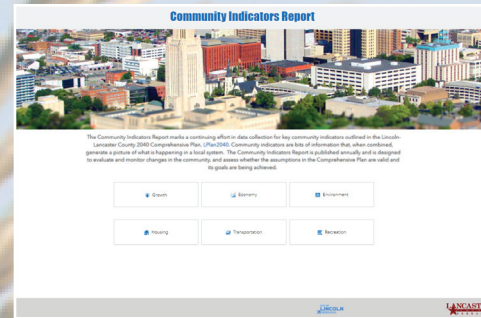 Community Indicators Report
The Community Indicators Report marks a continuing effort in data collection for key community indicators outlined in the Lincoln-
Lancaster County 2040 Comprehensive Plan, LPlan2040. Community indicators are bits of information that, when combined,
generate a picture of what is happening in a local system. The Community Indicators Report is published annually and is designed
to evaluate and monitor changes in the community, and assess whether the assumptions in the Comprehensive Plan are valid and
its goals are being achieved.
Growth Economy Environment
Housing Transportation Recreation
LINCOLN LANCAST